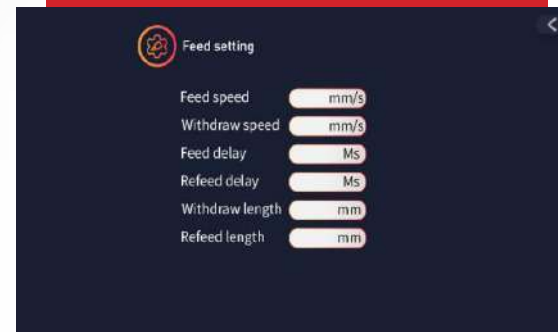 Feed setting
Feed speed mm/s
Withdraw speed mm/s
Feed delay Ms
Refeed delay Ms
Withdraw length mm
Refeed length mm